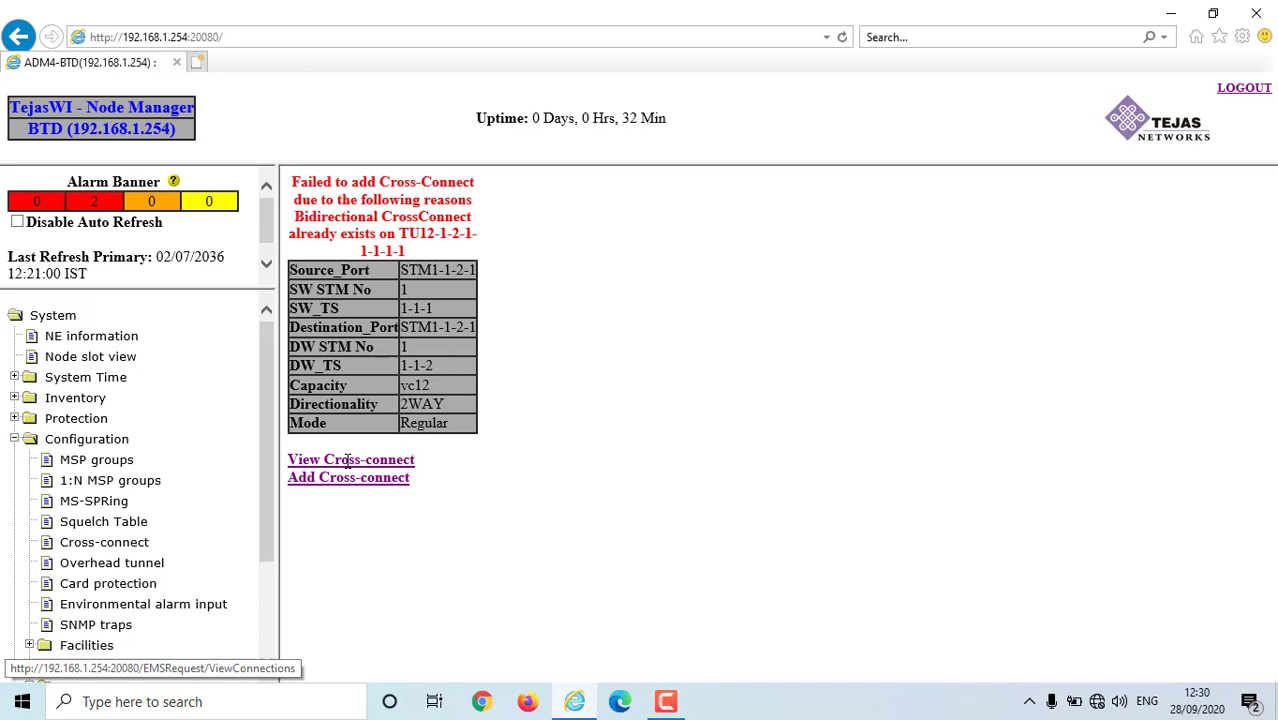 http://192.168.1.254:20080/
Search...
ADM4-BTD(192.168.1.254) :
LOGOUT
TejasWI - Node Manager
BTD (192.168.1.254)
Uptime: 0 Days, 0 Hrs, 32 Min
TEJAS
NETWORKS
Alarm Banner ?
0 2 0 0
Disable Auto Refresh
Last Refresh Primary: 02/07/2036
12:21:00 IST
System
NE information
Node slot view
System Time
Inventory
Protection
Configuration
MSP groups
1:N MSP groups
MS-SPRing
Squelch Table
Cross-connect
Overhead tunnel
Card protection
Environmental alarm input
SNMP traps
Facilities
Failed to add Cross-Connect
due to the following reasons
Bidirectional CrossConnect
already exists on TU12-1-2-1-
1-1-1-1
Source_Port STM1-1-2-1
SW STM No 1
SW_TS 1-1-1
Destination_Port STM1-1-2-1
DW STM No 1
DW_TS 1-1-2
Capacity vc12
Directionality 2WAY
Mode Regular
View Cross-connect
Add Cross-connect
http://192.168.1.254:20080/EMSRequest/ViewConnections
Type here to search
ENG
12:30
28/09/2020
2